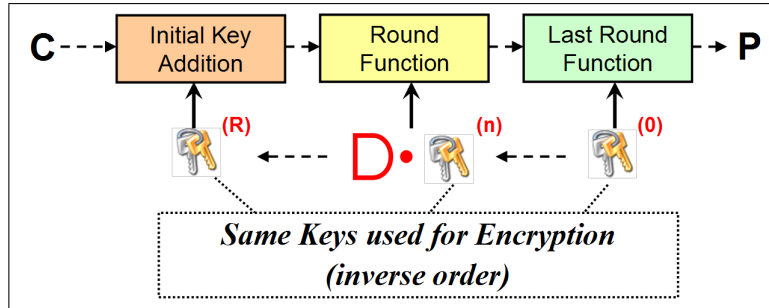 C
Initial Key
Addition
Round
Function
Last Round
Function
P
(R)
D•
(n)
(0)
Same Keys used for Encryption
(inverse order)